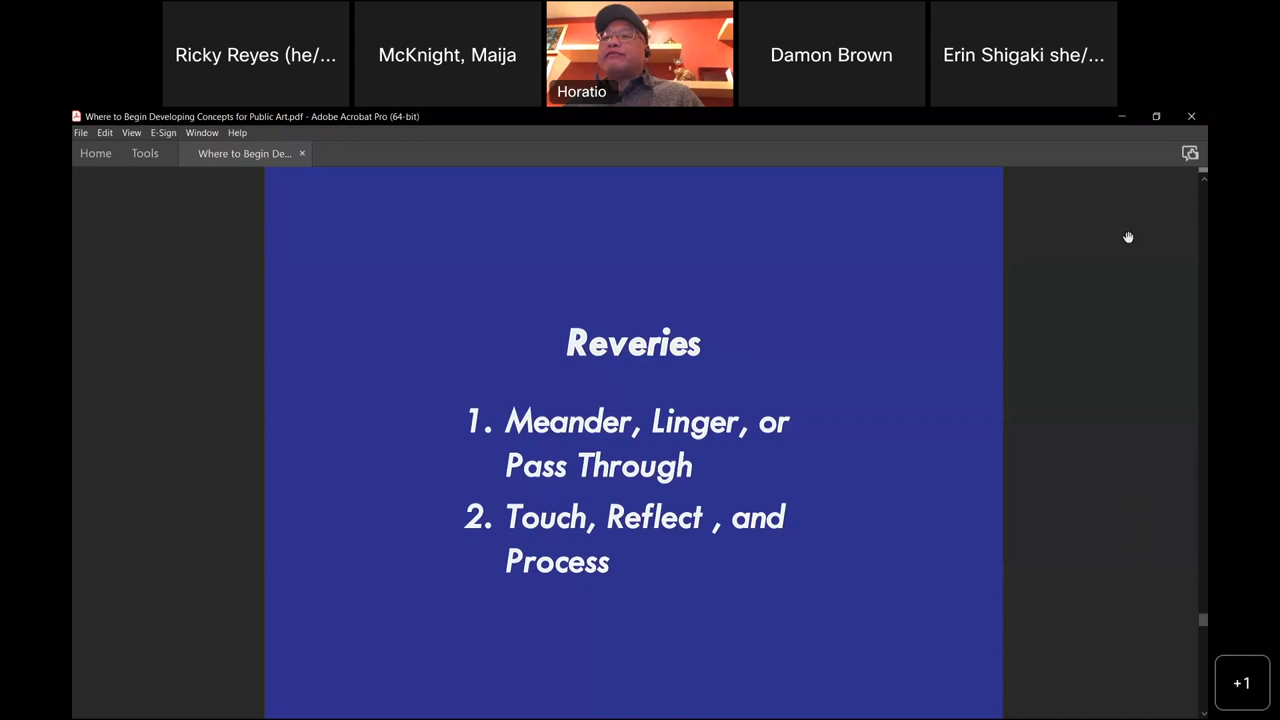 Ricky Reyes (he/...
McKnight, Maija
Horatio
Damon Brown
Erin Shigaki she/...
Where to Begin Developing Concepts for Public Art.pdf - Adobe Acrobat Pro (64-bit)
File Edit View E-Sign Window Help
Home Tools Where to Begin De... ×
Reveries
1. Meander, Linger, or
Pass Through
2. Touch, Reflect , and
Process
+1